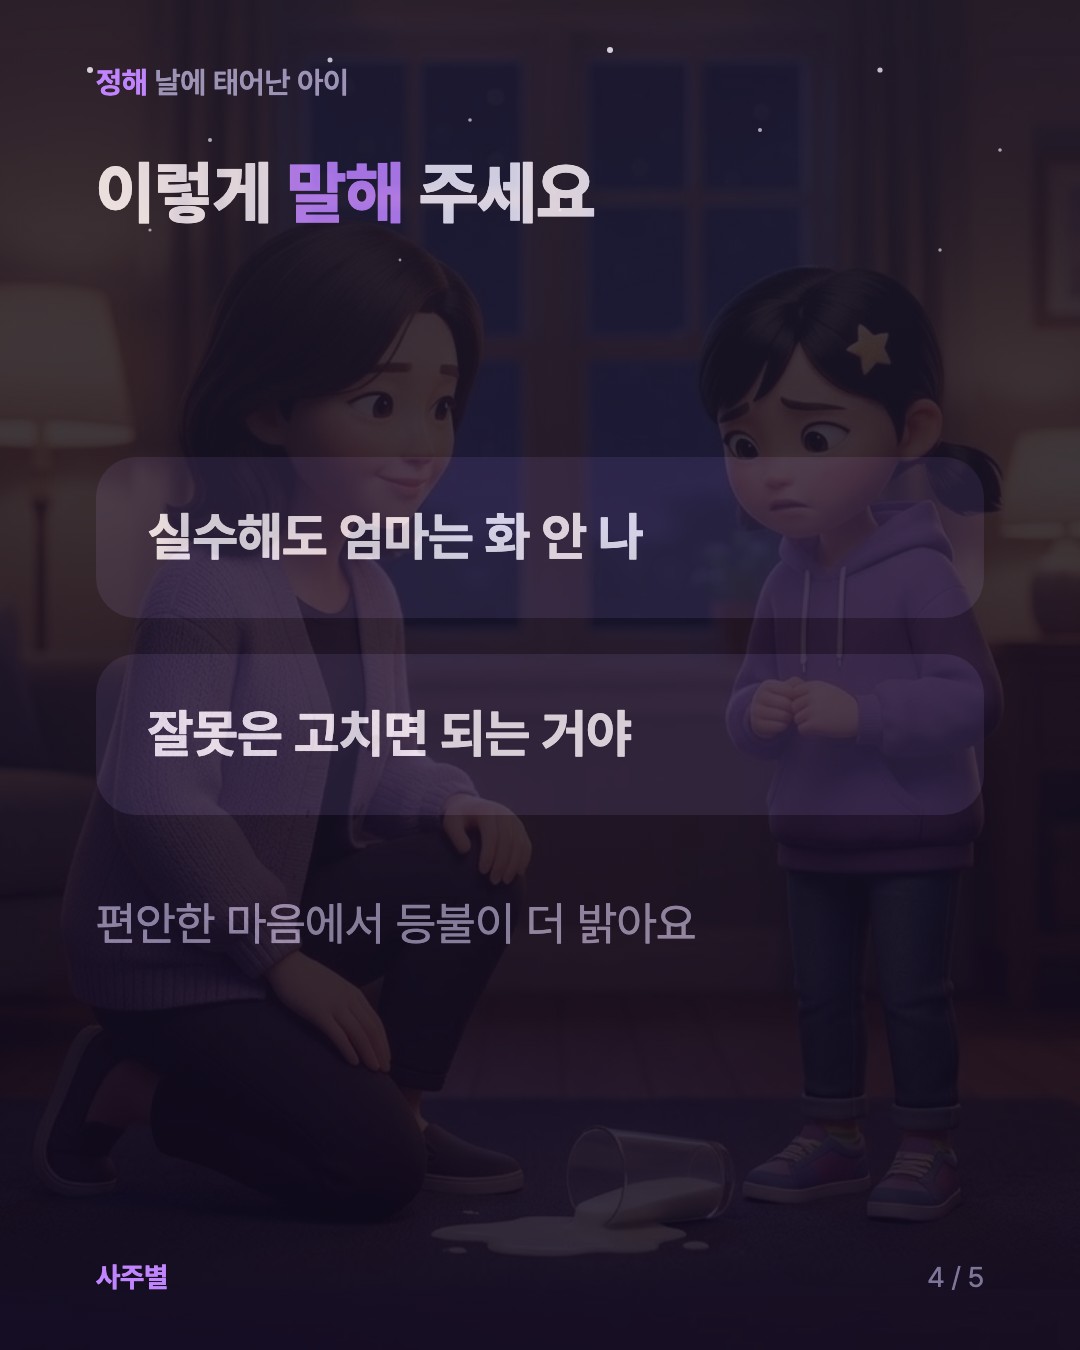 정해 날에 태어난 아이
이렇게 말해 주세요
실수해도 엄마는 화 안 나
잘못은 고치면 되는 거야
편안한 마음에서 등불이 더 밝아요
사주별
4 / 5